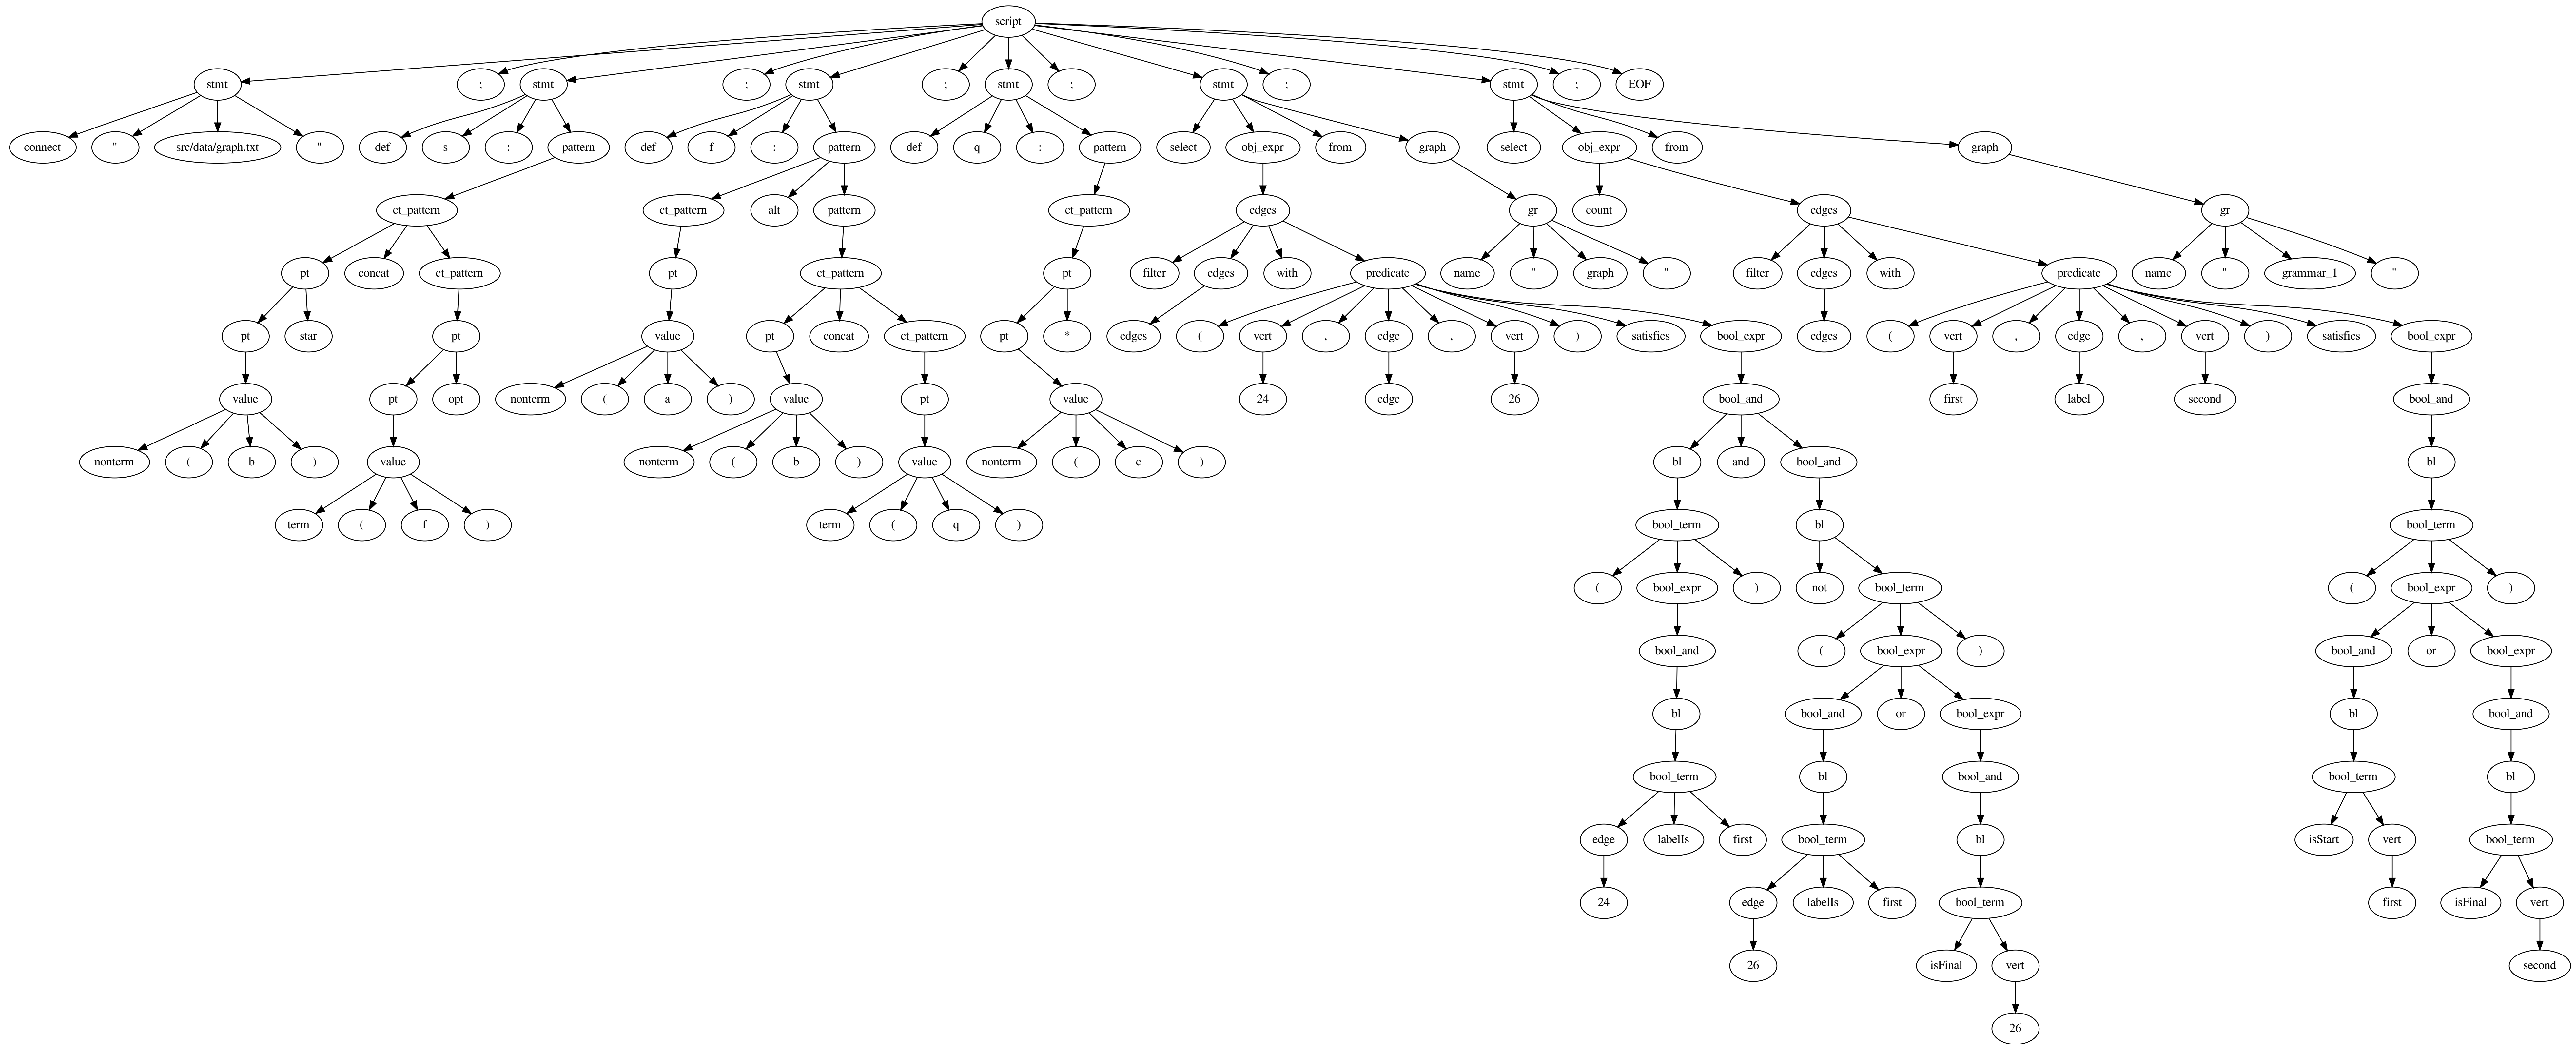 script
stmt ; stmt ; stmt ; stmt ; stmt ; stmt ; EOF
connect " src/data/graph.txt " def s : pattern def f : pattern def q : pattern select obj_expr from graph select obj_expr from graph
ct_pattern ct_pattern alt pattern ct_pattern edges gr count edges gr
pt concat ct_pattern pt ct_pattern pt filter edges with predicate name " graph " filter edges with predicate name " grammar_1 "
pt star pt value pt concat ct_pattern pt * edges ( vert , edge , vert ) satisfies bool_expr edges ( vert , edge , vert ) satisfies bool_expr
value pt opt nonterm ( a ) value pt value 24 edge 26 bool_and first label second bool_and
nonterm ( b ) value nonterm ( b ) value nonterm ( c ) bl and bool_and bl
term ( f ) term ( q ) bool_term bl bool_term
( bool_expr ) not bool_term ( bool_expr )
bool_and ( bool_expr ) bool_and or bool_expr
bl bool_and or bool_expr bl bool_and
bool_term bl bool_and bool_term bl
edge labelIs first bool_term bl isStart vert bool_term
24 edge labelIs first bool_term first isFinal vert
26 isFinal vert second
26